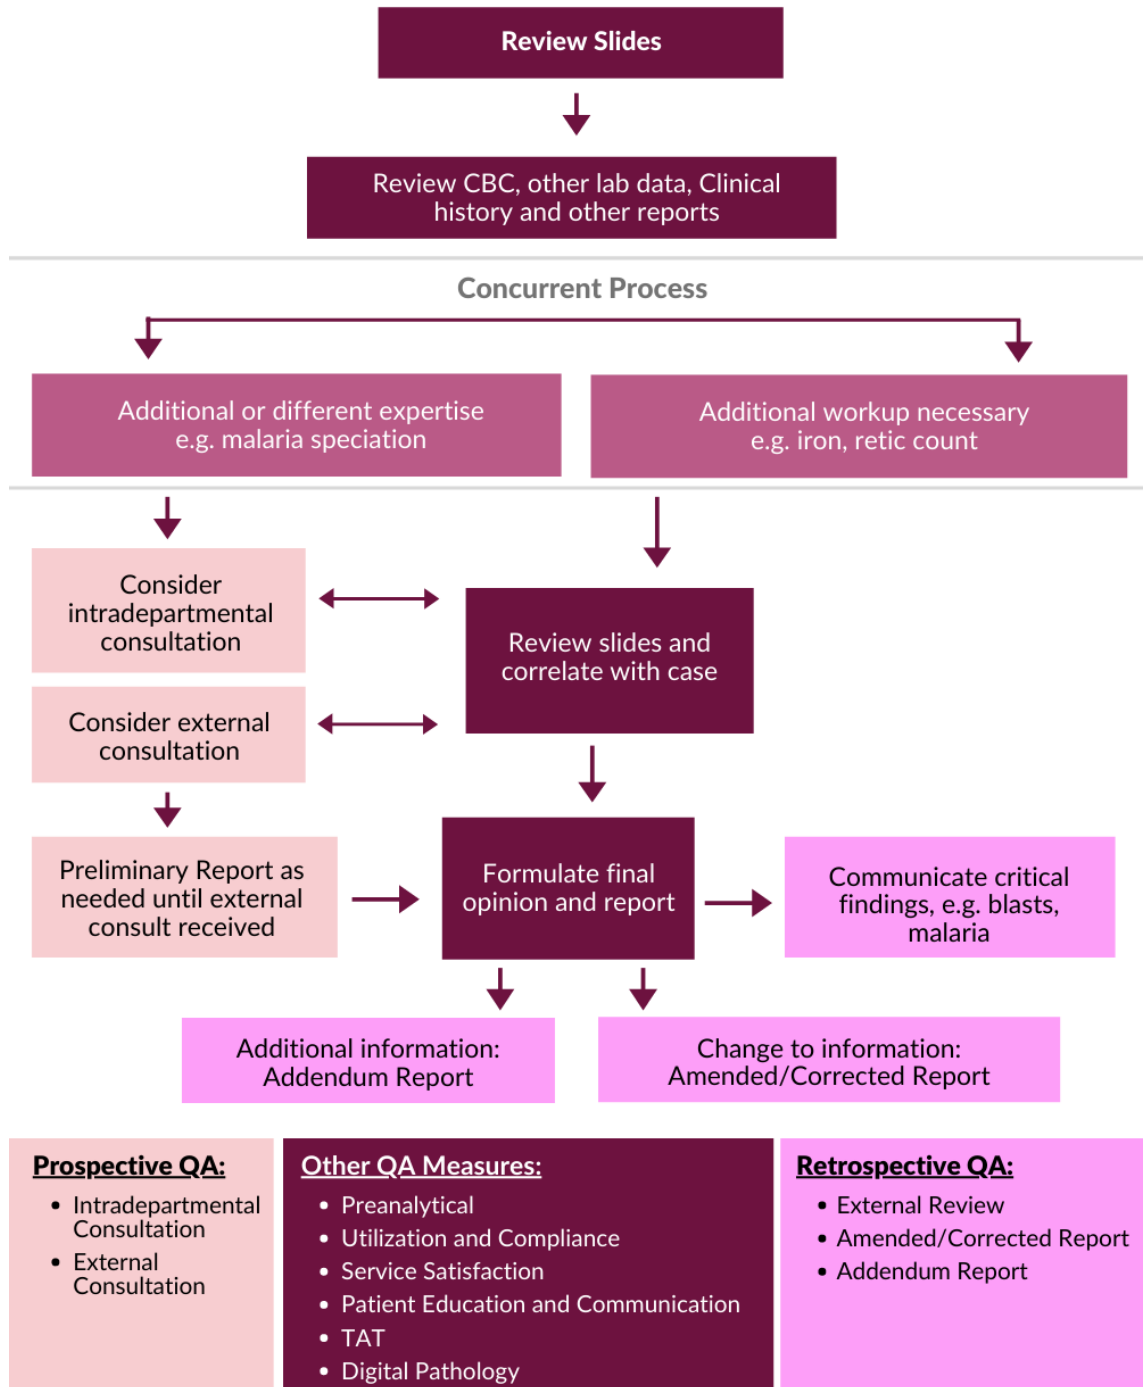 Review Slides
Review CBC, other lab data, Clinical
history and other reports
Concurrent Process
Additional or different expertise
e.g. malaria speciation
Additional workup necessary
e.g. iron, retic count
Consider
intradepartmental
consultation
Review slides and
correlate with case
Consider external
consultation
Preliminary Report as
needed until external
consult received
Formulate final
opinion and report
Communicate critical
findings, e.g. blasts,
malaria
Additional information:
Addendum Report
Change to information:
Amended/Corrected Report
Prospective QA:
• Intradepartmental
Consultation
• External
Consultation
Other QA Measures:
• Preanalytical
• Utilization and Compliance
• Service Satisfaction
• Patient Education and Communication
• TAT
• Digital Pathology
Retrospective QA:
• External Review
• Amended/Corrected Report
• Addendum Report